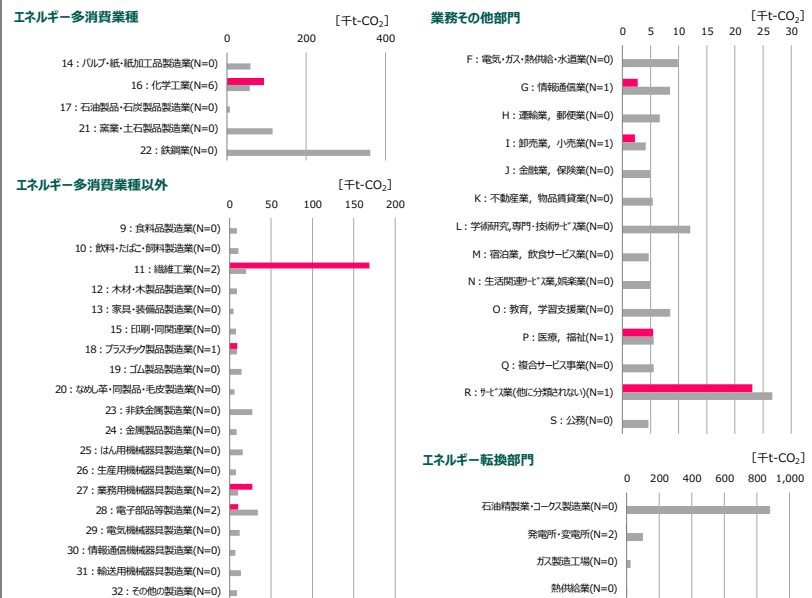 エネルギー多消費業種
[千t-CO2]
0 200 400
14:パルプ・紙・紙加工品製造業(N=0)
16:化学工業(N=6)
17:石油製品・石炭製品製造業(N=0)
21:窯業・土石製品製造業(N=0)
22:鉄鋼業(N=0)
エネルギー多消費業種以外
[千t-CO2]
0 50 100 150 200
9:食料品製造業(N=0)
10:飲料・たばこ・飼料製造業(N=0)
11:繊維工業(N=2)
12:木材・木製品製造業(N=0)
13:家具・装備品製造業(N=0)
15:印刷・同関連業(N=0)
18:プラスチック製品製造業(N=1)
19:ゴム製品製造業(N=0)
20:なめし革・同製品・毛皮製造業(N=0)
23:非鉄金属製造業(N=0)
24:金属製品製造業(N=0)
25:はん用機械器具製造業(N=0)
26:生産用機械器具製造業(N=0)
27:業務用機械器具製造業(N=2)
28:電子部品等製造業(N=2)
29:電気機械器具製造業(N=0)
30:情報通信機械器具製造業(N=0)
31:輸送用機械器具製造業(N=0)
32:その他の製造業(N=0)
業務その他部門
[千t-CO2]
0 5 10 15 20 25 30
F:電気・ガス・熱供給・水道業(N=0)
G:情報通信業(N=1)
H:運輸業，郵便業(N=0)
I:卸売業，小売業(N=1)
J:金融業，保険業(N=0)
K:不動産業，物品賃貸業(N=0)
L:学術研究,専門・技術ｻｰﾋﾞｽ業(N=0)
M:宿泊業，飲食サービス業(N=0)
N:生活関連ｻｰﾋﾞｽ業,娯楽業(N=0)
O:教育，学習支援業(N=0)
P:医療，福祉(N=1)
Q:複合サービス事業(N=0)
R:ｻｰﾋﾞｽ業(他に分類されない)(N=1)
S:公務(N=0)
エネルギー転換部門
[千t-CO2]
0 200 400 600 800 1,000
石油精製業・コークス製造業(N=0)
発電所・変電所(N=2)
ガス製造工場(N=0)
熱供給業(N=0)